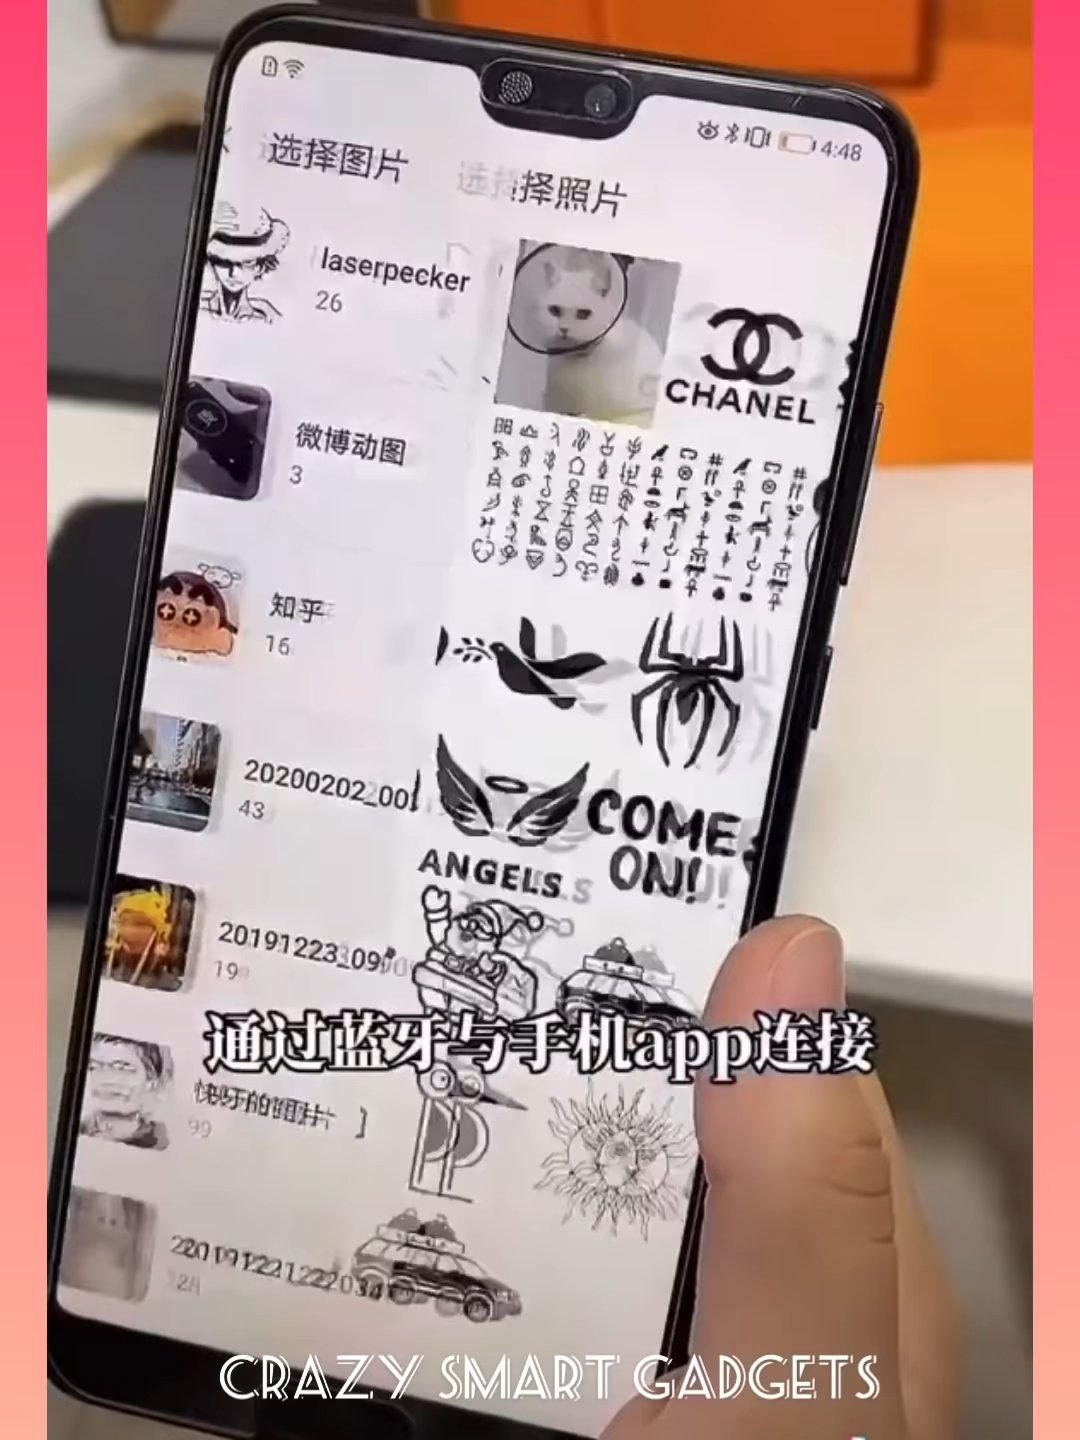 4:48
选择图片
选择照片
laserpecker
26
CHANEL
微博动图
3
知乎
16
20200202_001
43
COME
ON!
ANGELS
20191223_09
19
通过蓝牙与手机app连接
99
CRAZY SMART GADGETS